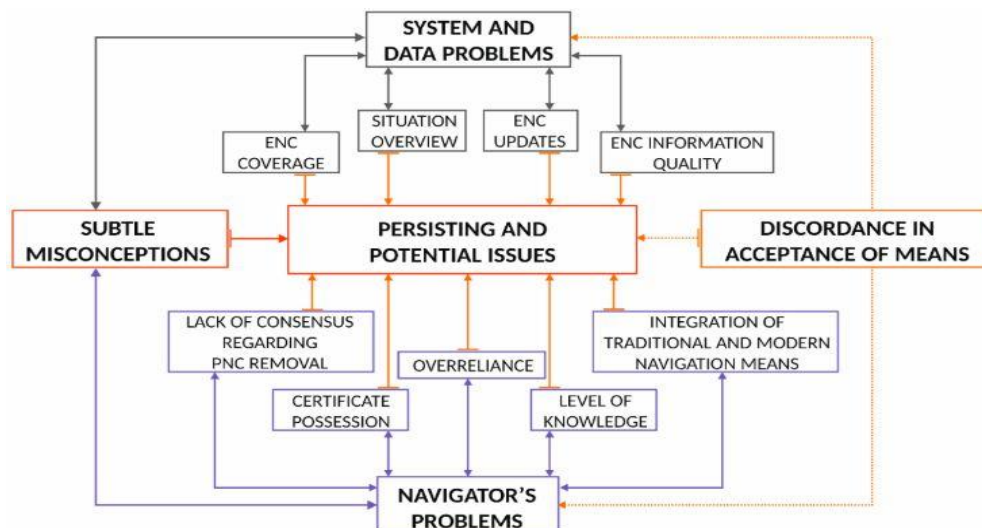 SYSTEM AND
DATA PROBLEMS
ENC
COVERAGE
SITUATION
OVERVIEW
ENC
UPDATES
ENC INFORMATION
QUALITY
SUBTLE
MISCONCEPTIONS
PERSISTING AND
POTENTIAL ISSUES
DISCORDANCE IN
ACCEPTANCE OF MEANS
LACK OF CONSENSUS
REGARDING
PNC REMOVAL
CERTIFICATE
POSSESSION
OVERRELIANCE
LEVEL OF
KNOWLEDGE
INTEGRATION OF
TRADITIONAL AND MODERN
NAVIGATION MEANS
NAVIGATOR'S
PROBLEMS